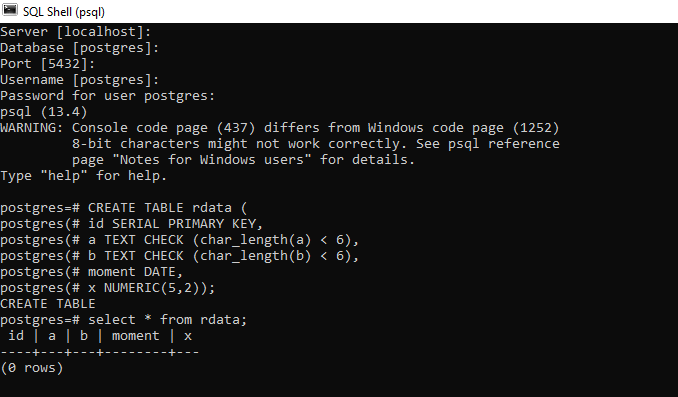 SQL Shell (psql)
Server [localhost]:
Database [postgres]:
Port [5432]:
Username [postgres]:
Password for user postgres:
psql (13.4)
WARNING: Console code page (437) differs from Windows code page (1252)
         8-bit characters might not work correctly. See psql reference
         page "Notes for Windows users" for details.
Type "help" for help.

postgres=# CREATE TABLE rdata (
postgres(# id SERIAL PRIMARY KEY,
postgres(# a TEXT CHECK (char_length(a) < 6),
postgres(# b TEXT CHECK (char_length(b) < 6),
postgres(# moment DATE,
postgres(# x NUMERIC(5,2));
CREATE TABLE
postgres=# select * from rdata;
 id | a | b | moment | x
----+---+---+--------+---
(0 rows)